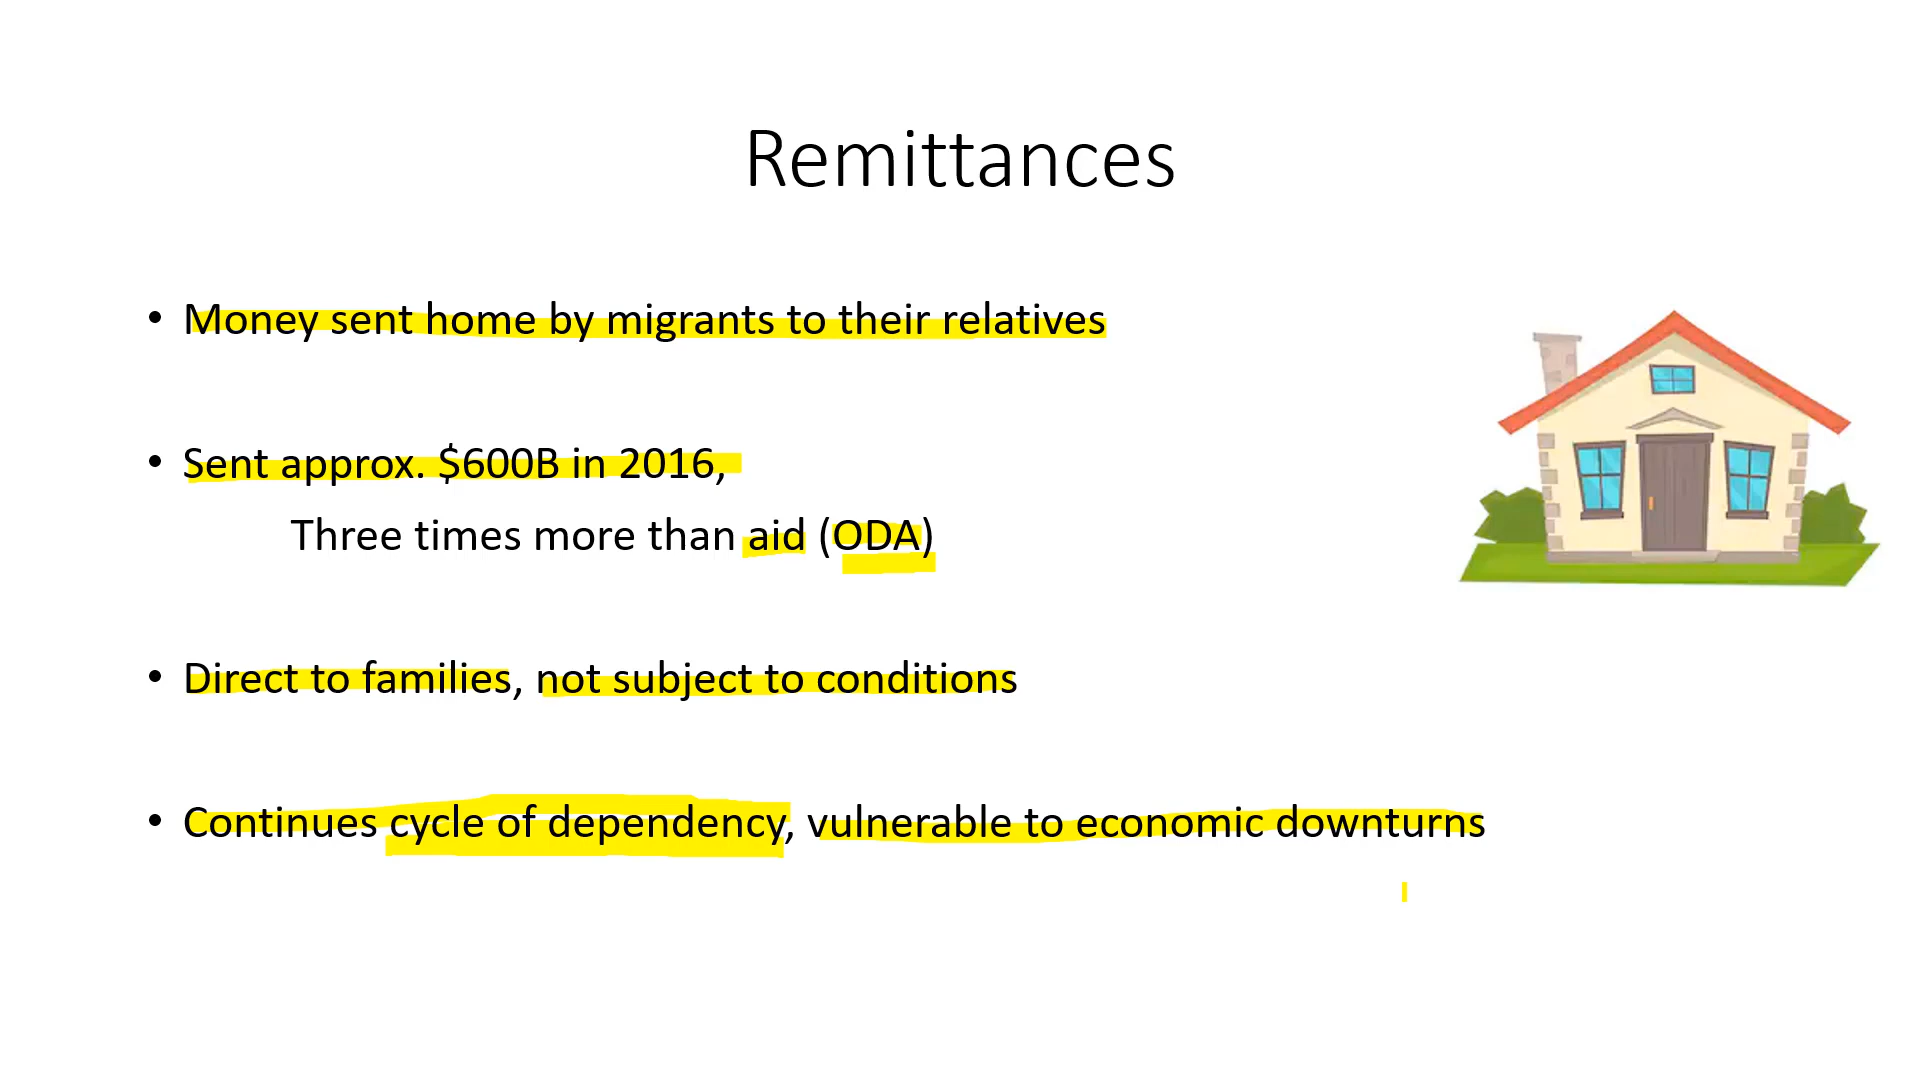 Remittances
• Money sent home by migrants to their relatives
• Sent approx. $600B in 2016,
Three times more than aid (ODA)
• Direct to families, not subject to conditions
• Continues cycle of dependency, vulnerable to economic downturns